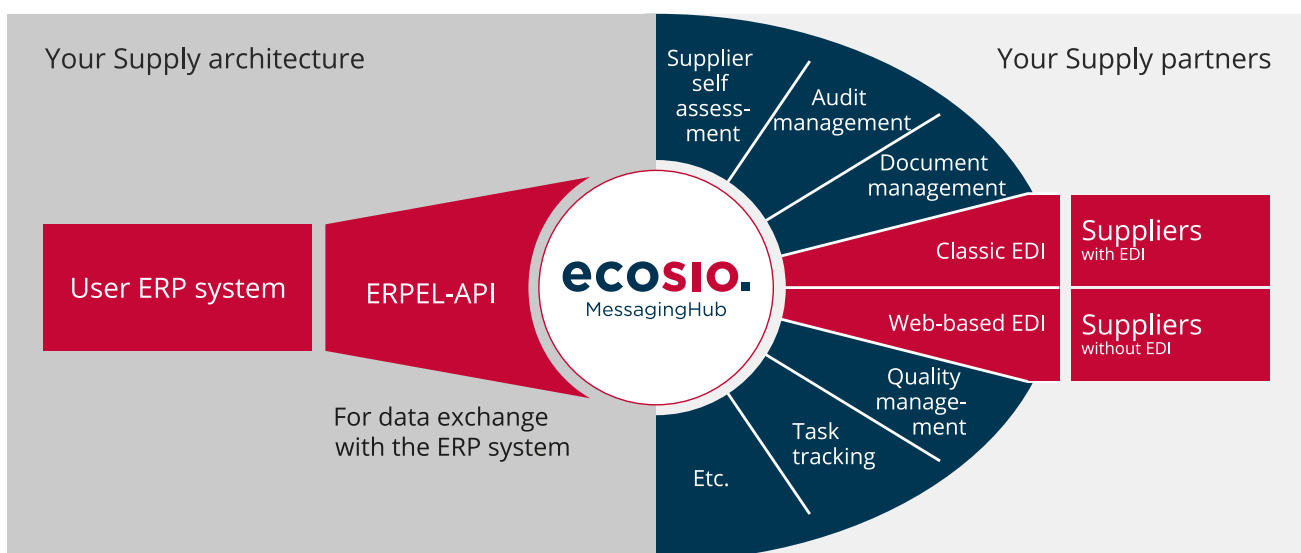 Your Supply architecture
Your Supply partners
Supplier
self
assess-
ment
Audit
management
Document
management
Classic EDI
Suppliers
with EDI
User ERP system
ERPEL-API
ecosio.
MessagingHub
Web-based EDI
Suppliers
without EDI
Quality
manage-
ment
Task
tracking
Etc.
For data exchange
with the ERP system